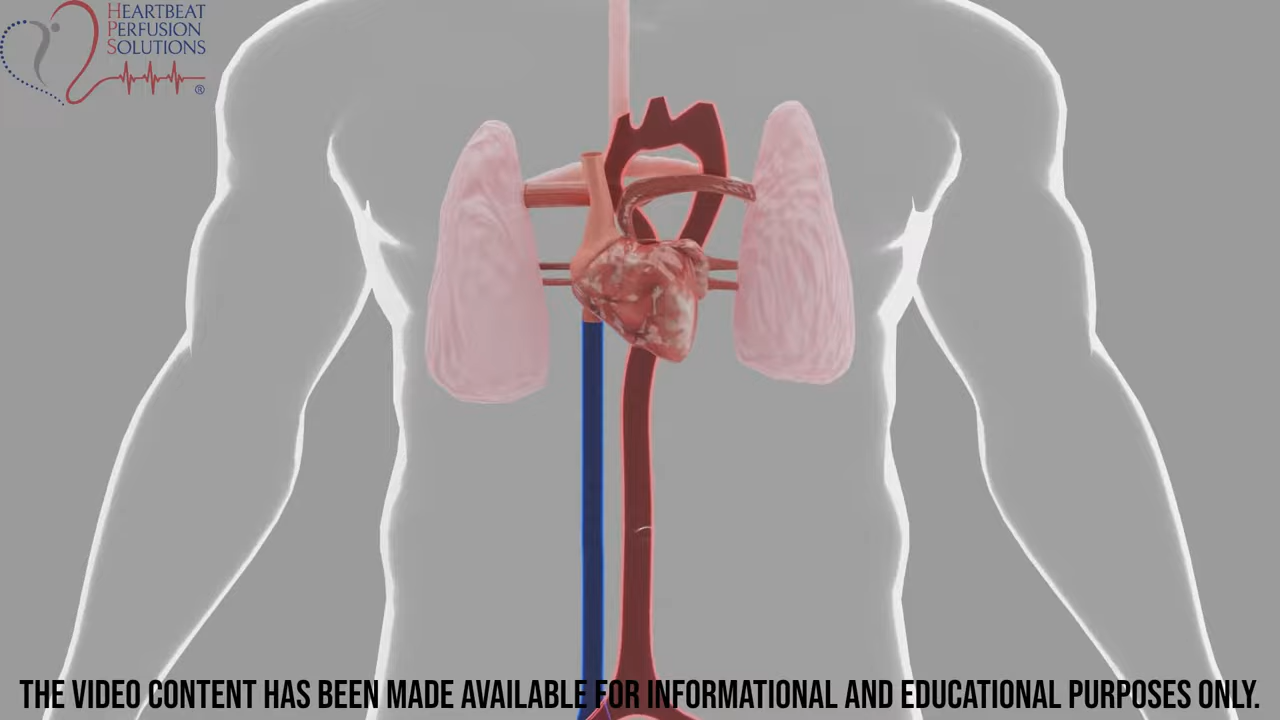 HEARTBEAT
PERFUSION
SOLUTIONS
®
THE VIDEO CONTENT HAS BEEN MADE AVAILABLE FOR INFORMATIONAL AND EDUCATIONAL PURPOSES ONLY.